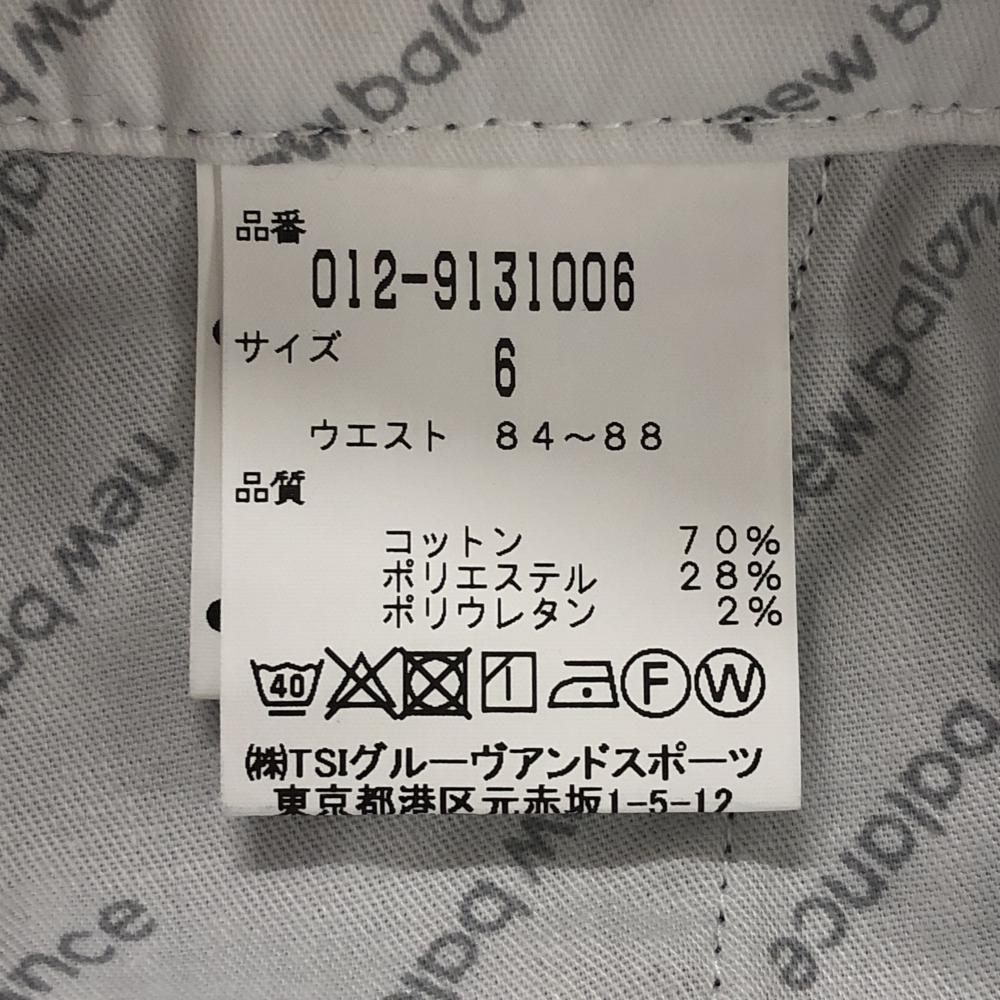 new balance
品番
012-9131006
サイズ 6
ウエスト 84～88
品質
コットン 70%
ポリエステル 28%
ポリウレタン 2%
40 F W
㈱TSIグルーヴアンドスポーツ
東京都港区元赤坂1-5-12